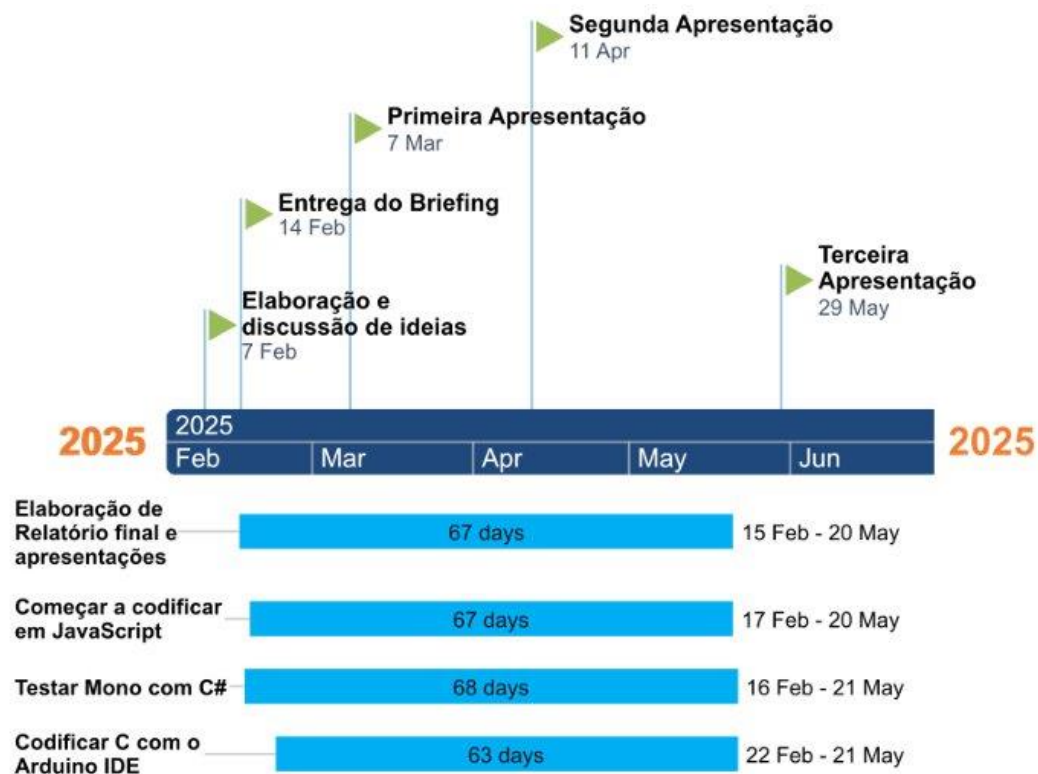 Segunda Apresentação
11 Apr
Primeira Apresentação
7 Mar
Entrega do Briefing
14 Feb
Terceira
Apresentação
29 May
Elaboração e
discussão de ideias
7 Feb
2025
2025
2025
Feb
Mar
Apr
May
Jun
Elaboração de
Relatório final e
apresentações
67 days
15 Feb - 20 May
Começar a codificar
em JavaScript
67 days
17 Feb - 20 May
Testar Mono com C#
68 days
16 Feb - 21 May
Codificar C com o
Arduino IDE
63 days
22 Feb - 21 May